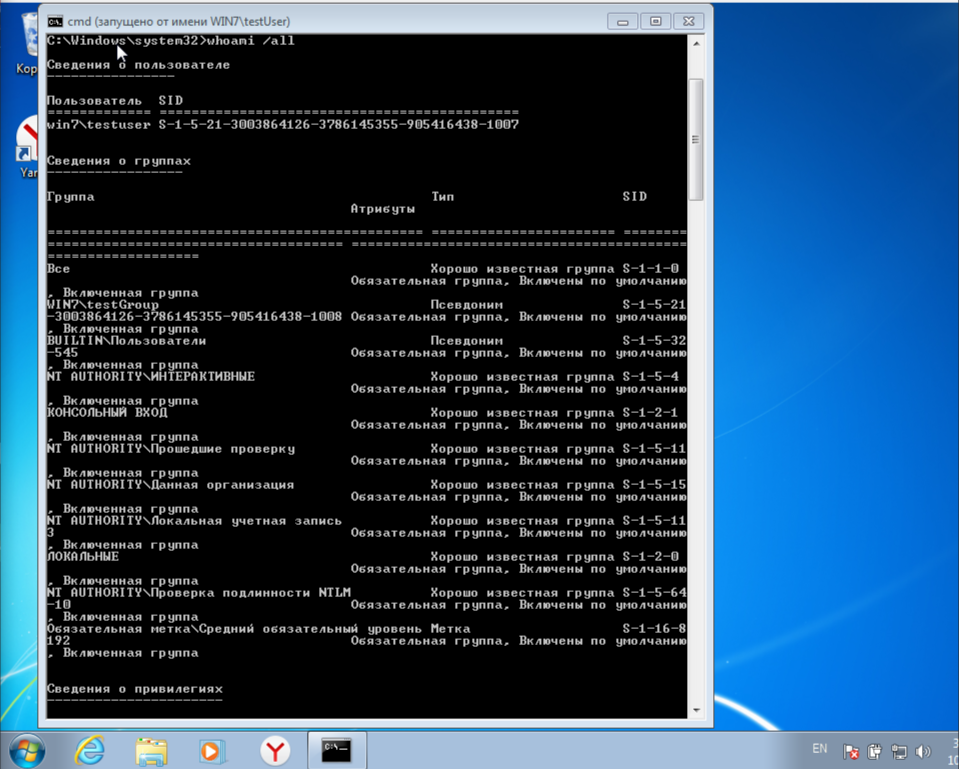 Кор
Yan
cmd (запущено от имени WIN7\testUser)
C:\Windows\system32>whoami /all
Сведения о пользователе
----------------
Пользователь SID
============= =============================================
win7\testuser S-1-5-21-3003864126-3786145355-905416438-1007
Сведения о группах
-----------------
Группа Тип SID
Атрибуты
=============================================== ======================= ========
===================================== ==========================================
===================
Все Хорошо известная группа S-1-1-0
Обязательная группа, Включены по умолчанию
, Включенная группа
WIN7\testGroup Псевдоним S-1-5-21
-3003864126-3786145355-905416438-1008 Обязательная группа, Включены по умолчанию
, Включенная группа
BUILTIN\Пользователи Псевдоним S-1-5-32
-545 Обязательная группа, Включены по умолчанию
, Включенная группа
NT AUTHORITY\ИНТЕРАКТИВНЫЕ Хорошо известная группа S-1-5-4
Обязательная группа, Включены по умолчанию
, Включенная группа
КОНСОЛЬНЫЙ ВХОД Хорошо известная группа S-1-2-1
Обязательная группа, Включены по умолчанию
, Включенная группа
NT AUTHORITY\Прошедшие проверку Хорошо известная группа S-1-5-11
Обязательная группа, Включены по умолчанию
, Включенная группа
NT AUTHORITY\Данная организация Хорошо известная группа S-1-5-15
Обязательная группа, Включены по умолчанию
, Включенная группа
NT AUTHORITY\Локальная учетная запись Хорошо известная группа S-1-5-11
3 Обязательная группа, Включены по умолчанию
, Включенная группа
ЛОКАЛЬНЫЕ Хорошо известная группа S-1-2-0
Обязательная группа, Включены по умолчанию
, Включенная группа
NT AUTHORITY\Проверка подлинности NTLM Хорошо известная группа S-1-5-64
-10 Обязательная группа, Включены по умолчанию
, Включенная группа
Обязательная метка\Средний обязательный уровень Метка S-1-16-8
192 Обязательная группа, Включены по умолчанию
, Включенная группа
Сведения о привилегиях
----------------------
EN